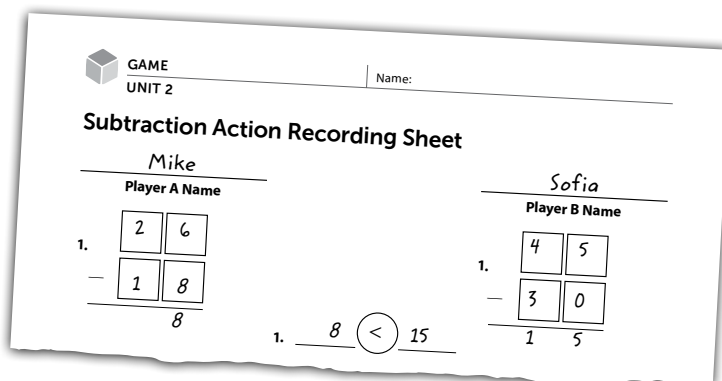 GAME
UNIT 2
Name:
Subtraction Action Recording Sheet
Mike
Player A Name
1.
2 6
− 1 8
8
Sofia
Player B Name
1.
4 5
− 3 0
1 5
1. 8 < 15